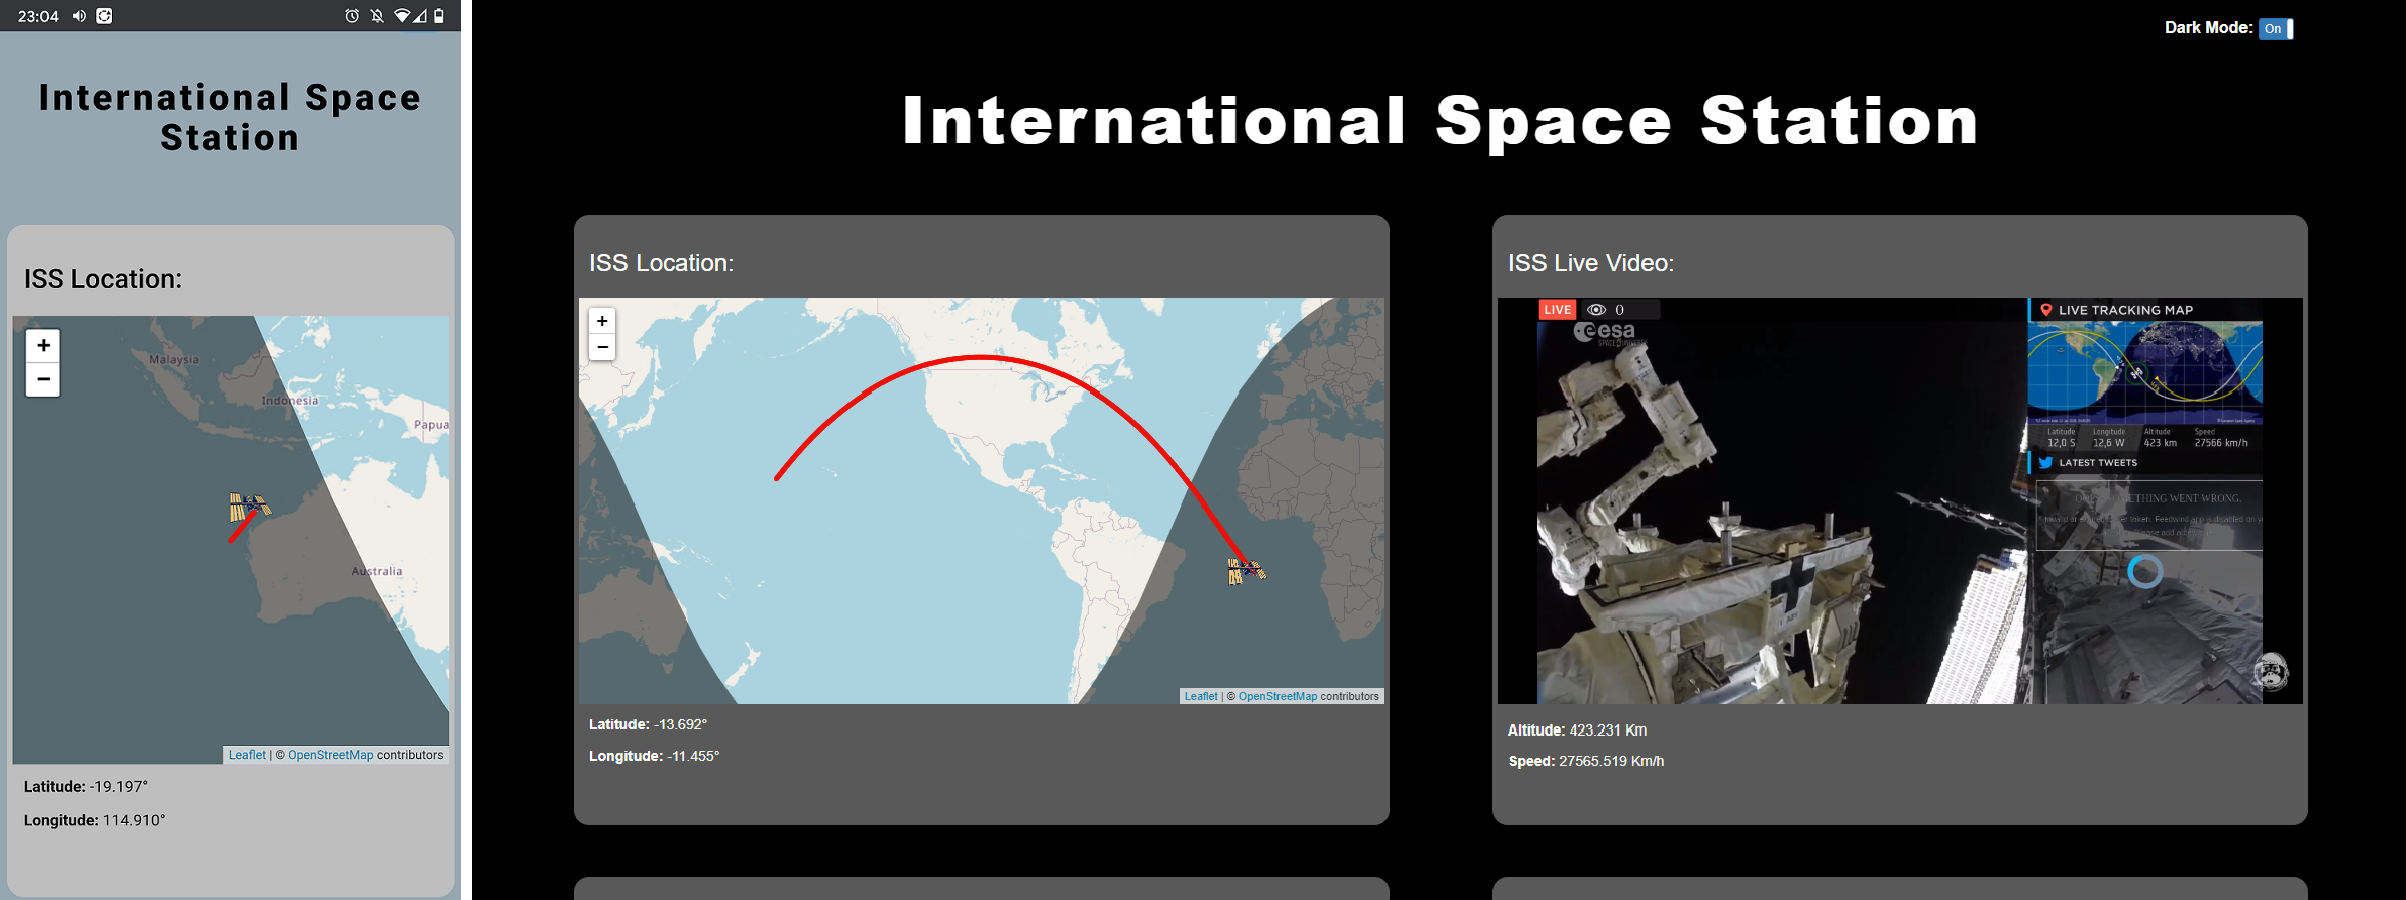 23:04
International Space
Station
ISS Location:
+
−
Malaysia
Indonesia
Papua
Australia
Leaflet | © OpenStreetMap contributors
Latitude: -19.197°
Longitude: 114.910°
Dark Mode: On
International Space Station
ISS Location:
+
−
Leaflet | © OpenStreetMap contributors
Latitude: -13.692°
Longitude: -11.455°
ISS Live Video:
LIVE 0
esa
LIVE TRACKING MAP
Latitude Longitude Altitude Speed
12,0 S 12,6 W 423 km 27566 km/h
LATEST TWEETS
SOMETHING WENT WRONG.
Altitude: 423.231 Km
Speed: 27565.519 Km/h